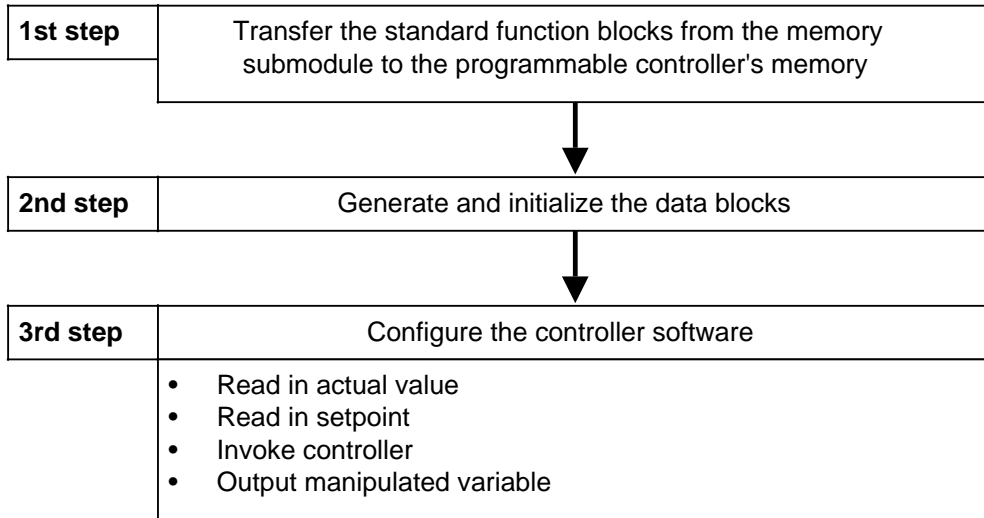 1st step
Transfer the standard function blocks from the memory
submodule to the programmable controller's memory
2nd step
Generate and initialize the data blocks
3rd step
Configure the controller software
• Read in actual value
• Read in setpoint
• Invoke controller
• Output manipulated variable